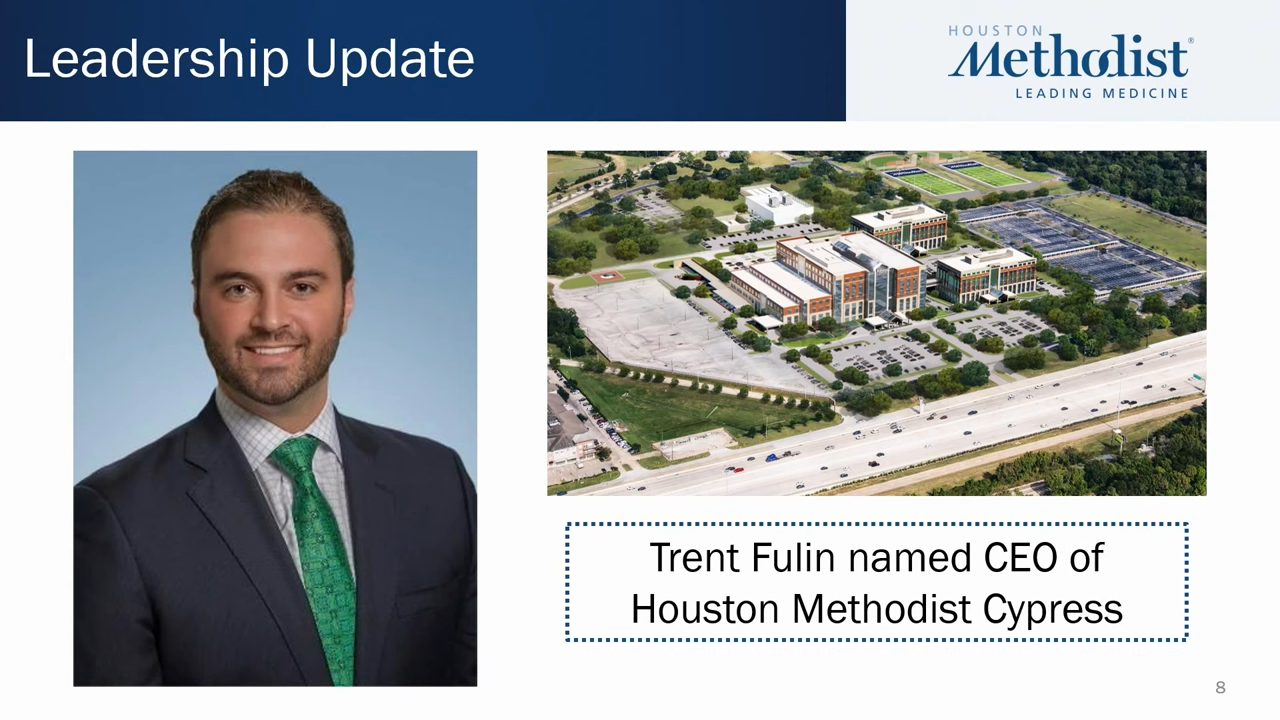 Leadership Update
HOUSTON
Methodist®
LEADING MEDICINE
Trent Fulin named CEO of
Houston Methodist Cypress
8